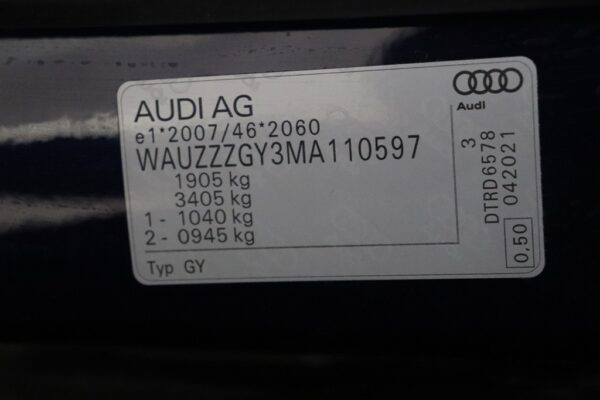 AUDI AG
e1*2007/46*2060
WAUZZZGY3MA110597
1905 kg
3405 kg
1 - 1040 kg
2 - 0945 kg
Typ GY
Audi
3
DTRD6578
042021
0,50